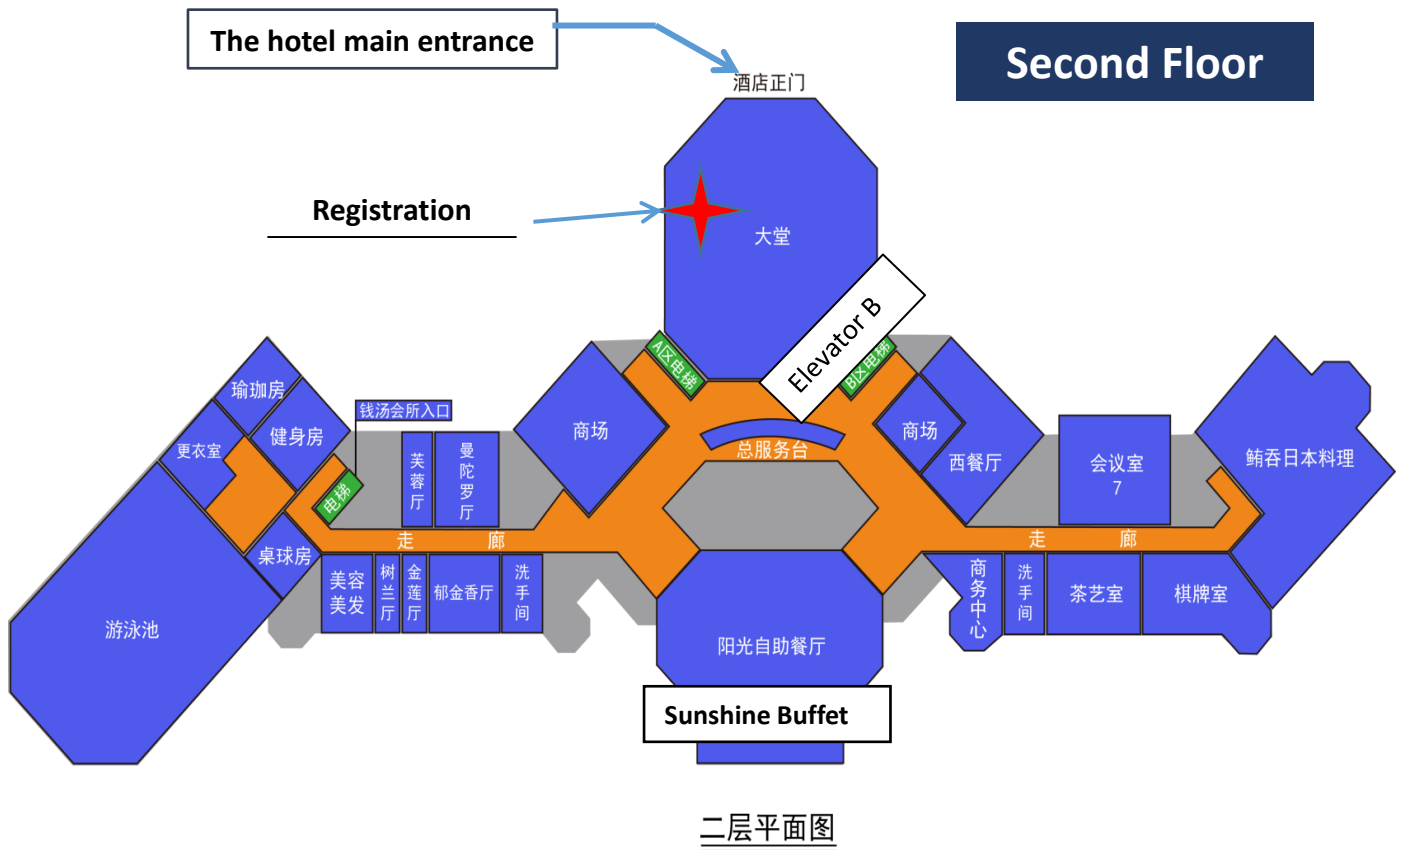 The hotel main entrance
Second Floor
酒店正门
Registration
大堂
Elevator B
A区电梯
B区电梯
瑜珈房
钱汤会所入口
更衣室
健身房
商场
商场
总服务台
芙蓉厅
曼陀罗厅
西餐厅
会议室
7
鲔吞日本料理
电梯
走廊
走廊
桌球房
美容
美发
树兰厅
金莲厅
郁金香厅
洗手间
商务中心
洗手间
茶艺室
棋牌室
游泳池
阳光自助餐厅
Sunshine Buffet
二层平面图